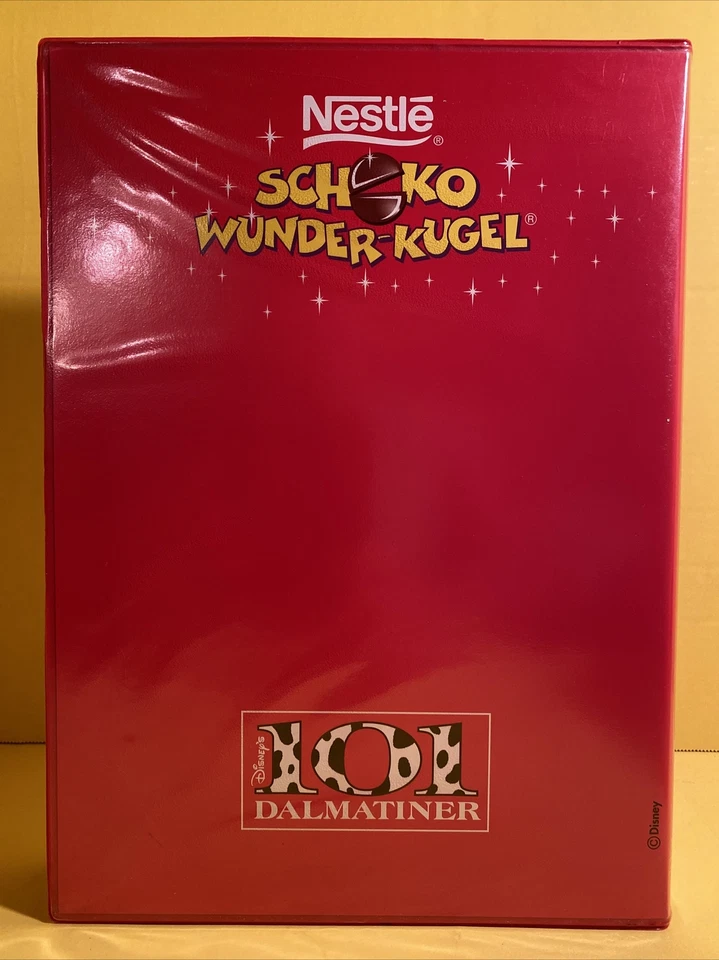 Nestlé®
SCHOKO
WUNDER-KUGEL®
DISNEY'S
101
DALMATINER
©Disney